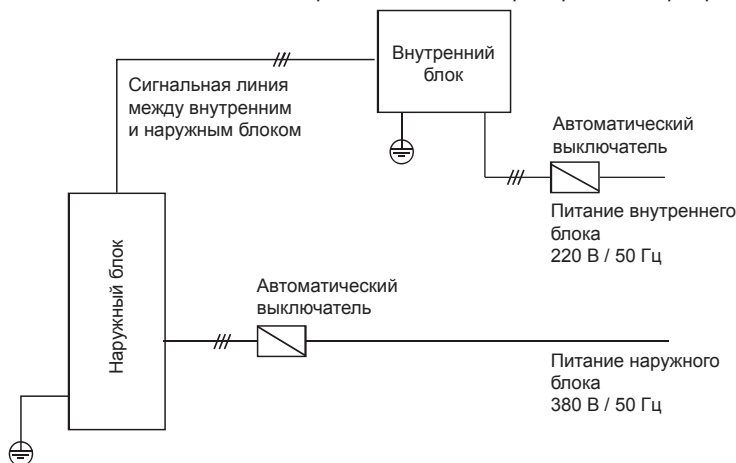 Внутренний
блок
Сигнальная линия
между внутренним
и наружным блоком
Автоматический
выключатель
Питание внутреннего
блока
220 В / 50 Гц
Наружный блок
Автоматический
выключатель
Питание наружного
блока
380 В / 50 Гц